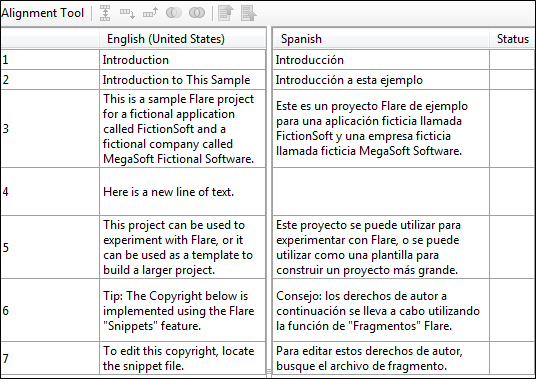 Alignment Tool
English (United States) Spanish Status
1 Introduction Introducción
2 Introduction to This Sample Introducción a esta ejemplo
3
This is a sample Flare project
for a fictional application
called FictionSoft and a
fictional company called
MegaSoft Fictional Software.
Este es un proyecto Flare de ejemplo
para una aplicación ficticia llamada
FictionSoft y una empresa ficticia
llamada ficticia MegaSoft Software.
4 Here is a new line of text.
5
This project can be used to
experiment with Flare, or it
can be used as a template to
build a larger project.
Este proyecto se puede utilizar para
experimentar con Flare, o se puede
utilizar como una plantilla para
construir un proyecto más grande.
6
Tip: The Copyright below is
implemented using the Flare
"Snippets" feature.
Consejo: los derechos de autor a
continuación se lleva a cabo utilizando
la función de "Fragmentos" Flare.
7
To edit this copyright, locate
the snippet file.
Para editar estos derechos de autor,
busque el archivo de fragmento.